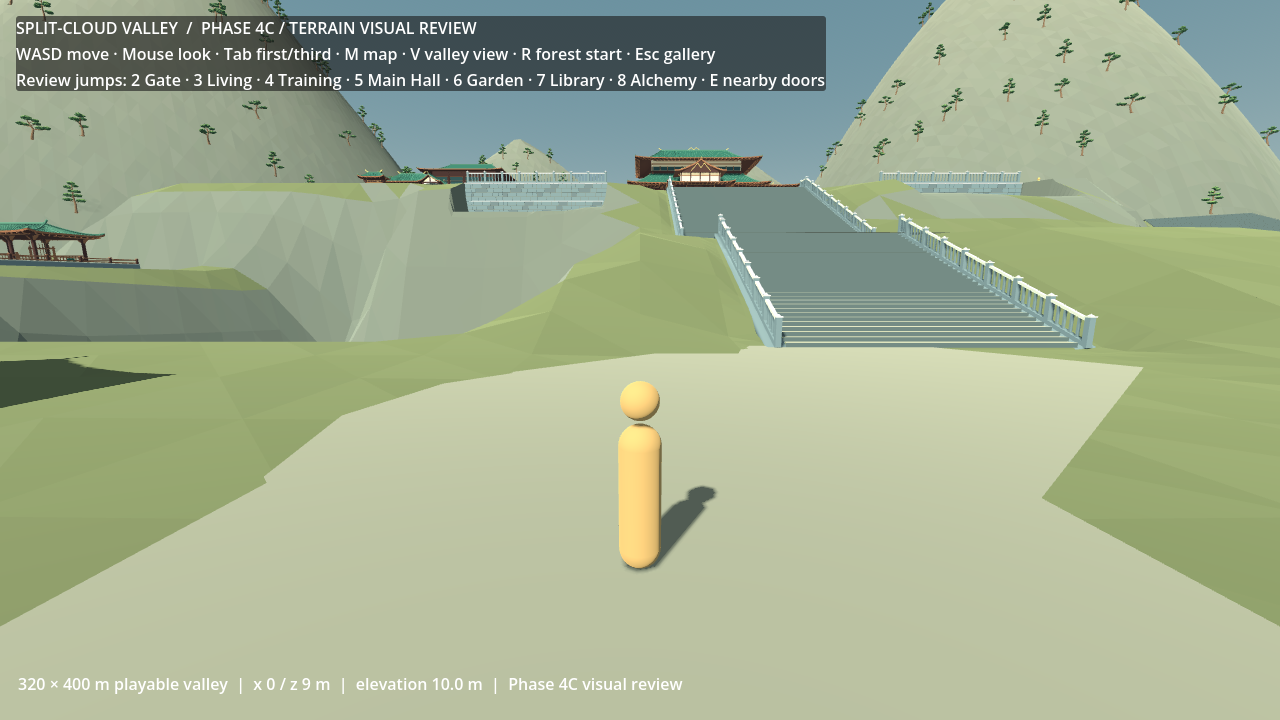 SPLIT-CLOUD VALLEY / PHASE 4C / TERRAIN VISUAL REVIEW
WASD move · Mouse look · Tab first/third · M map · V valley view · R forest start · Esc gallery
Review jumps: 2 Gate · 3 Living · 4 Training · 5 Main Hall · 6 Garden · 7 Library · 8 Alchemy · E nearby doors
320 × 400 m playable valley | x 0 / z 9 m | elevation 10.0 m | Phase 4C visual review